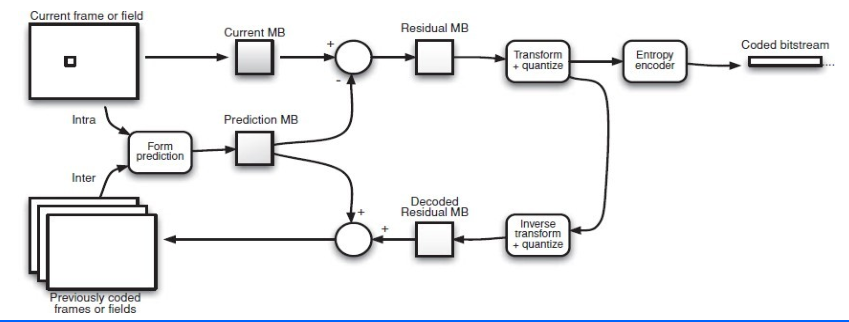 Current frame or field
Current MB
Residual MB
Coded bitstream
+
-
Transform
+ quantize
Entropy
encoder
....
Intra
Prediction MB
Form
prediction
Inter
Decoded
Residual MB
+
+
Inverse
transform
+ quantize
Previously coded
frames or fields